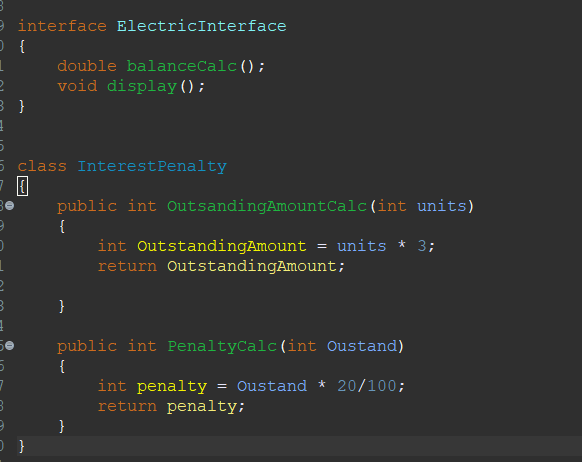 interface ElectricInterface
{
    double balanceCalc();
    void display();
}
class InterestPenalty
{
    public int OutsandingAmountCalc(int units)
    {
        int OutstandingAmount = units * 3;
        return OutstandingAmount;
    }
    public int PenaltyCalc(int Oustand)
    {
        int penalty = Oustand * 20/100;
        return penalty;
    }
}